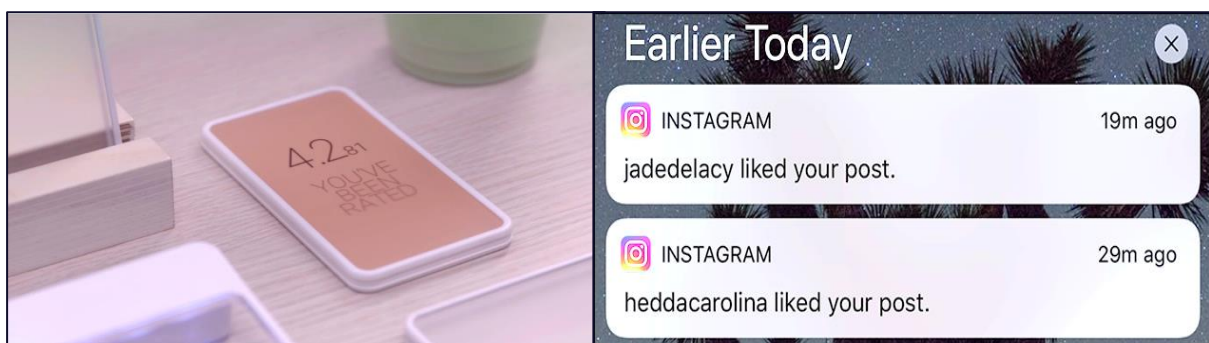 4.281
YOU'VE
BEEN
RATED
Earlier Today
INSTAGRAM 19m ago
jadedelacy liked your post.
INSTAGRAM 29m ago
heddacarolina liked your post.